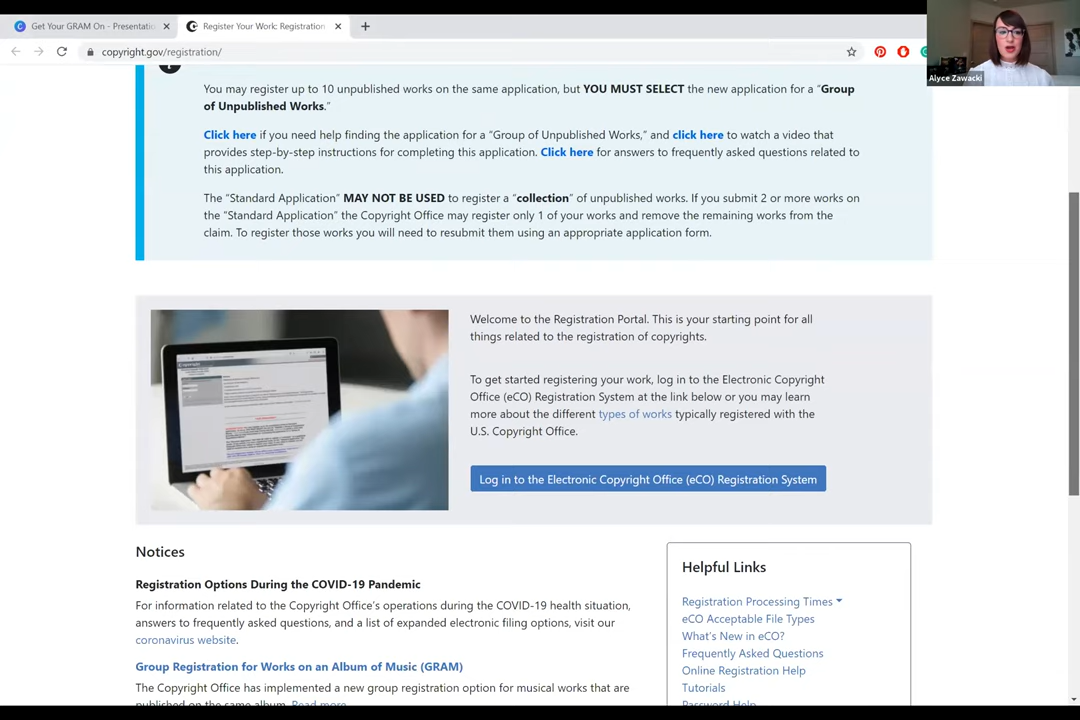 Get Your GRAM On - Presentatio
Register Your Work: Registration
copyright.gov/registration/
Alyce Zawacki
You may register up to 10 unpublished works on the same application, but YOU MUST SELECT the new application for a “Group
of Unpublished Works.”
Click here if you need help finding the application for a “Group of Unpublished Works,” and click here to watch a video that
provides step-by-step instructions for completing this application. Click here for answers to frequently asked questions related to
this application.
The “Standard Application” MAY NOT BE USED to register a “collection” of unpublished works. If you submit 2 or more works on
the “Standard Application” the Copyright Office may register only 1 of your works and remove the remaining works from the
claim. To register those works you will need to resubmit them using an appropriate application form.
Welcome to the Registration Portal. This is your starting point for all
things related to the registration of copyrights.
To get started registering your work, log in to the Electronic Copyright
Office (eCO) Registration System at the link below or you may learn
more about the different types of works typically registered with the
U.S. Copyright Office.
Log in to the Electronic Copyright Office (eCO) Registration System
Notices
Registration Options During the COVID-19 Pandemic
For information related to the Copyright Office's operations during the COVID-19 health situation,
answers to frequently asked questions, and a list of expanded electronic filing options, visit our
coronavirus website.
Group Registration for Works on an Album of Music (GRAM)
The Copyright Office has implemented a new group registration option for musical works that are
published on the same album. Read more
Helpful Links
Registration Processing Times
eCO Acceptable File Types
What's New in eCO?
Frequently Asked Questions
Online Registration Help
Tutorials
Password Help